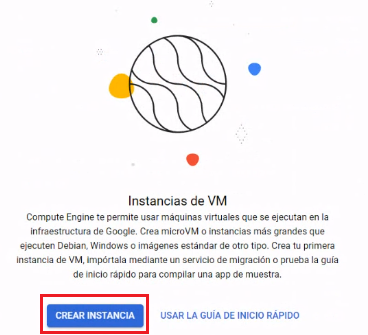 Instancias de VM
Compute Engine te permite usar máquinas virtuales que se ejecutan en la
infraestructura de Google. Crea microVM o instancias más grandes que
ejecuten Debian, Windows o imágenes estándar de otro tipo. Crea tu primera
instancia de VM, impórtala mediante un servicio de migración o prueba la guía
de inicio rápido para compilar una app de muestra.
CREAR INSTANCIA
USAR LA GUÍA DE INICIO RÁPIDO